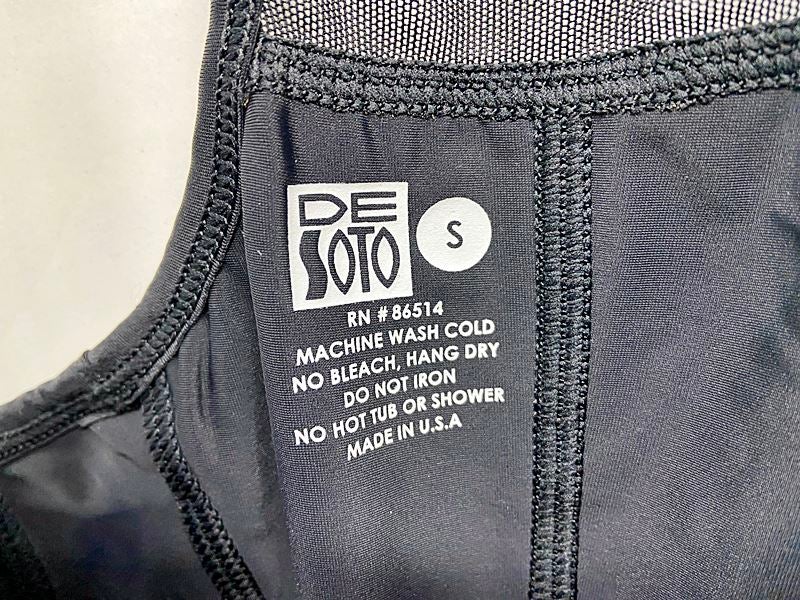 DE
SOTO
S
RN # 86514
MACHINE WASH COLD
NO BLEACH, HANG DRY
DO NOT IRON
NO HOT TUB OR SHOWER
MADE IN U.S.A